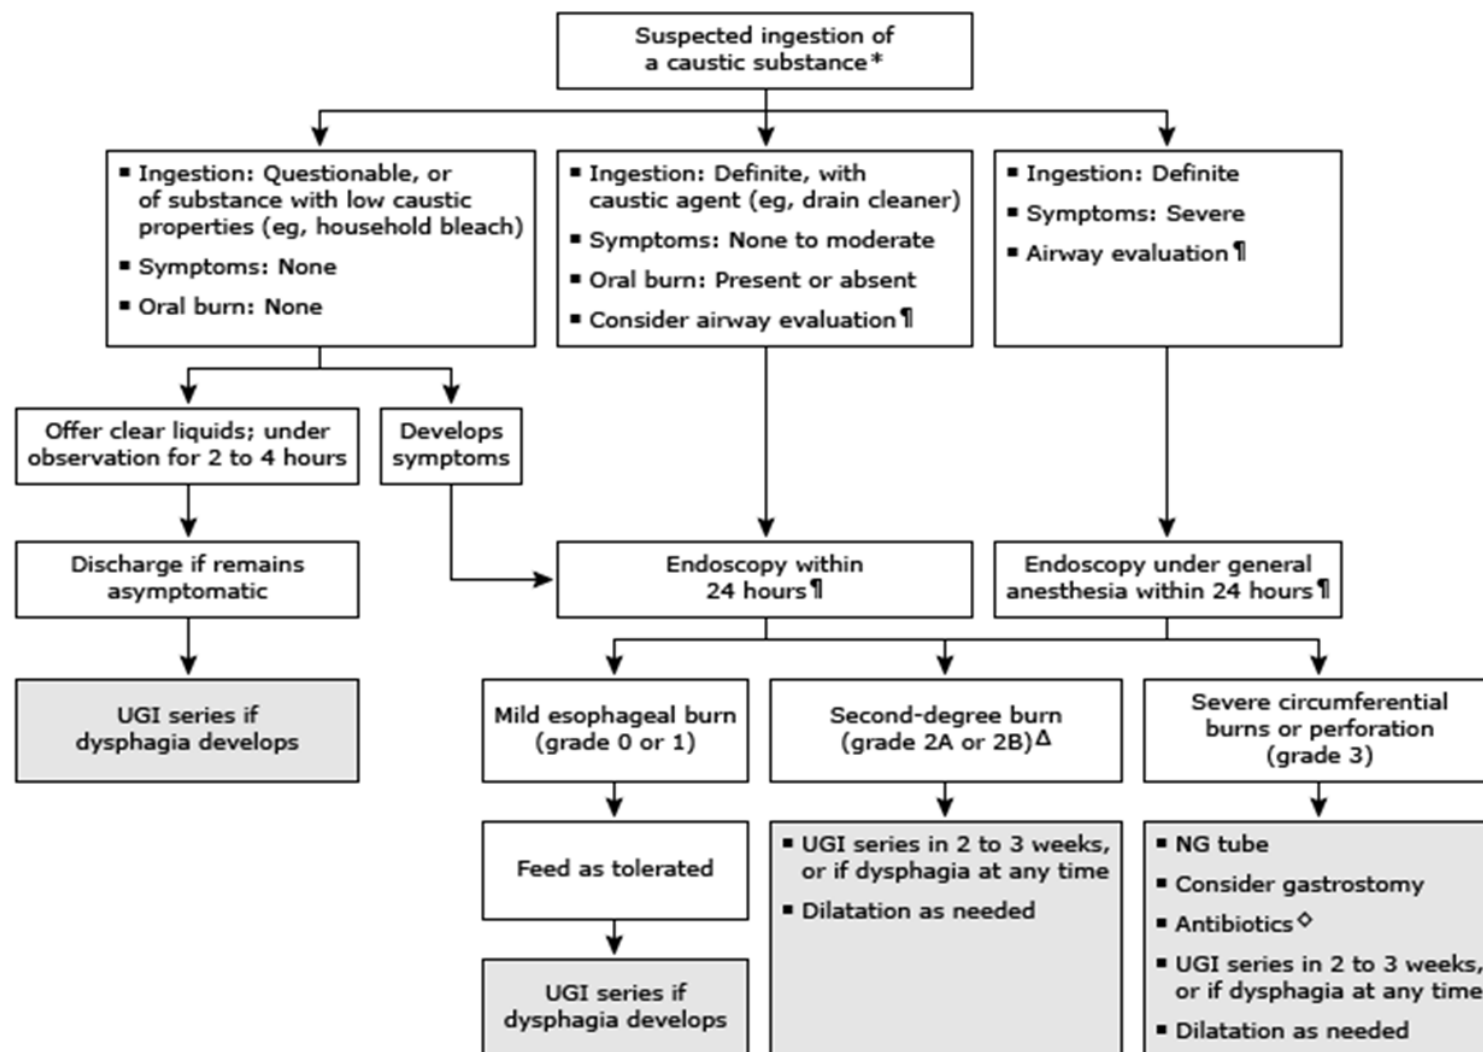 Suspected ingestion of
a caustic substance*
▪ Ingestion: Questionable, or
of substance with low caustic
properties (eg, household bleach)
▪ Symptoms: None
▪ Oral burn: None
▪ Ingestion: Definite, with
caustic agent (eg, drain cleaner)
▪ Symptoms: None to moderate
▪ Oral burn: Present or absent
▪ Consider airway evaluation¶
▪ Ingestion: Definite
▪ Symptoms: Severe
▪ Airway evaluation¶
Offer clear liquids; under
observation for 2 to 4 hours
Develops
symptoms
Discharge if remains
asymptomatic
Endoscopy within
24 hours¶
Endoscopy under general
anesthesia within 24 hours¶
UGI series if
dysphagia develops
Mild esophageal burn
(grade 0 or 1)
Second-degree burn
(grade 2A or 2B)Δ
Severe circumferential
burns or perforation
(grade 3)
Feed as tolerated
▪ UGI series in 2 to 3 weeks,
or if dysphagia at any time
▪ Dilatation as needed
▪ NG tube
▪ Consider gastrostomy
▪ Antibiotics◇
▪ UGI series in 2 to 3 weeks,
or if dysphagia at any time
▪ Dilatation as needed
UGI series if
dysphagia develops